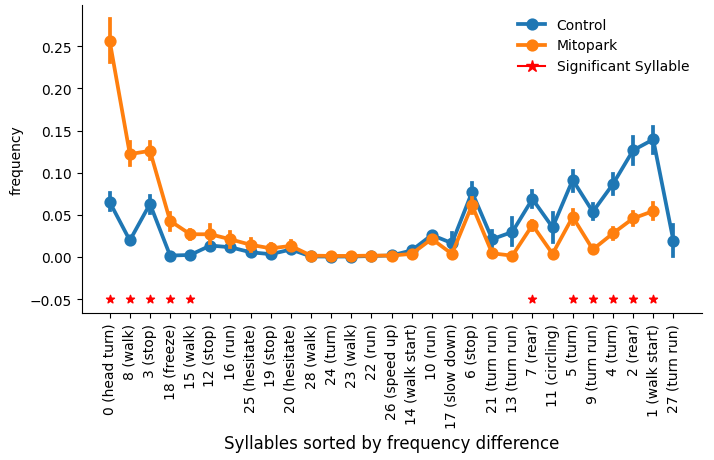 Control
Mitopark
Significant Syllable
frequency
0.25
0.20
0.15
0.10
0.05
0.00
−0.05
0 (head turn)
8 (walk)
3 (stop)
18 (freeze)
15 (walk)
12 (stop)
16 (run)
25 (hesitate)
19 (stop)
20 (hesitate)
28 (walk)
24 (turn)
23 (walk)
22 (run)
26 (speed up)
14 (walk start)
10 (run)
17 (slow down)
6 (stop)
21 (turn run)
13 (turn run)
7 (rear)
11 (circling)
5 (turn)
9 (turn run)
4 (turn)
2 (rear)
1 (walk start)
27 (turn run)
Syllables sorted by frequency difference